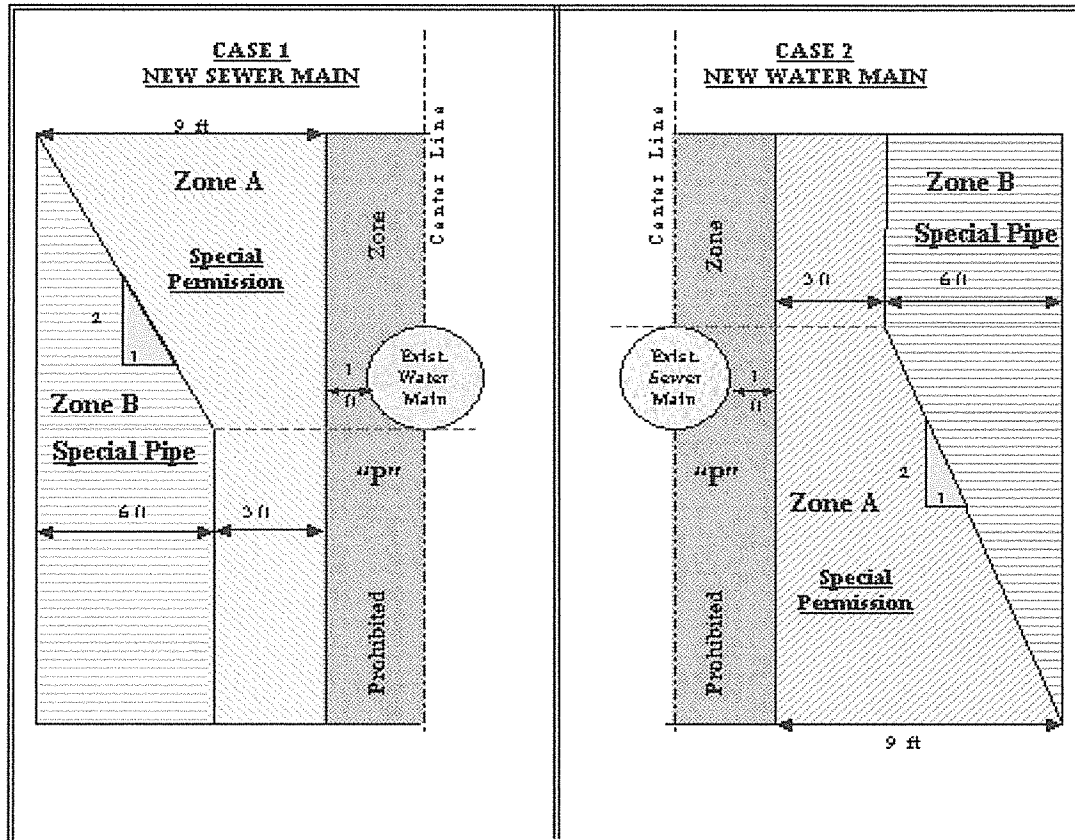 CASE 1
NEW SEWER MAIN
9 ft
Zone A
Special
Permission
2
1
Zone B
Special Pipe
6 ft
3 ft
Zone
"P"
Prohibited
1
ft
Exist.
Water
Main
Center Line
CASE 2
NEW WATER MAIN
Center Line
Zone
"P"
Prohibited
Exist.
Sewer
Main
1
ft
3 ft
6 ft
Zone B
Special Pipe
2
1
Zone A
Special
Permission
9 ft